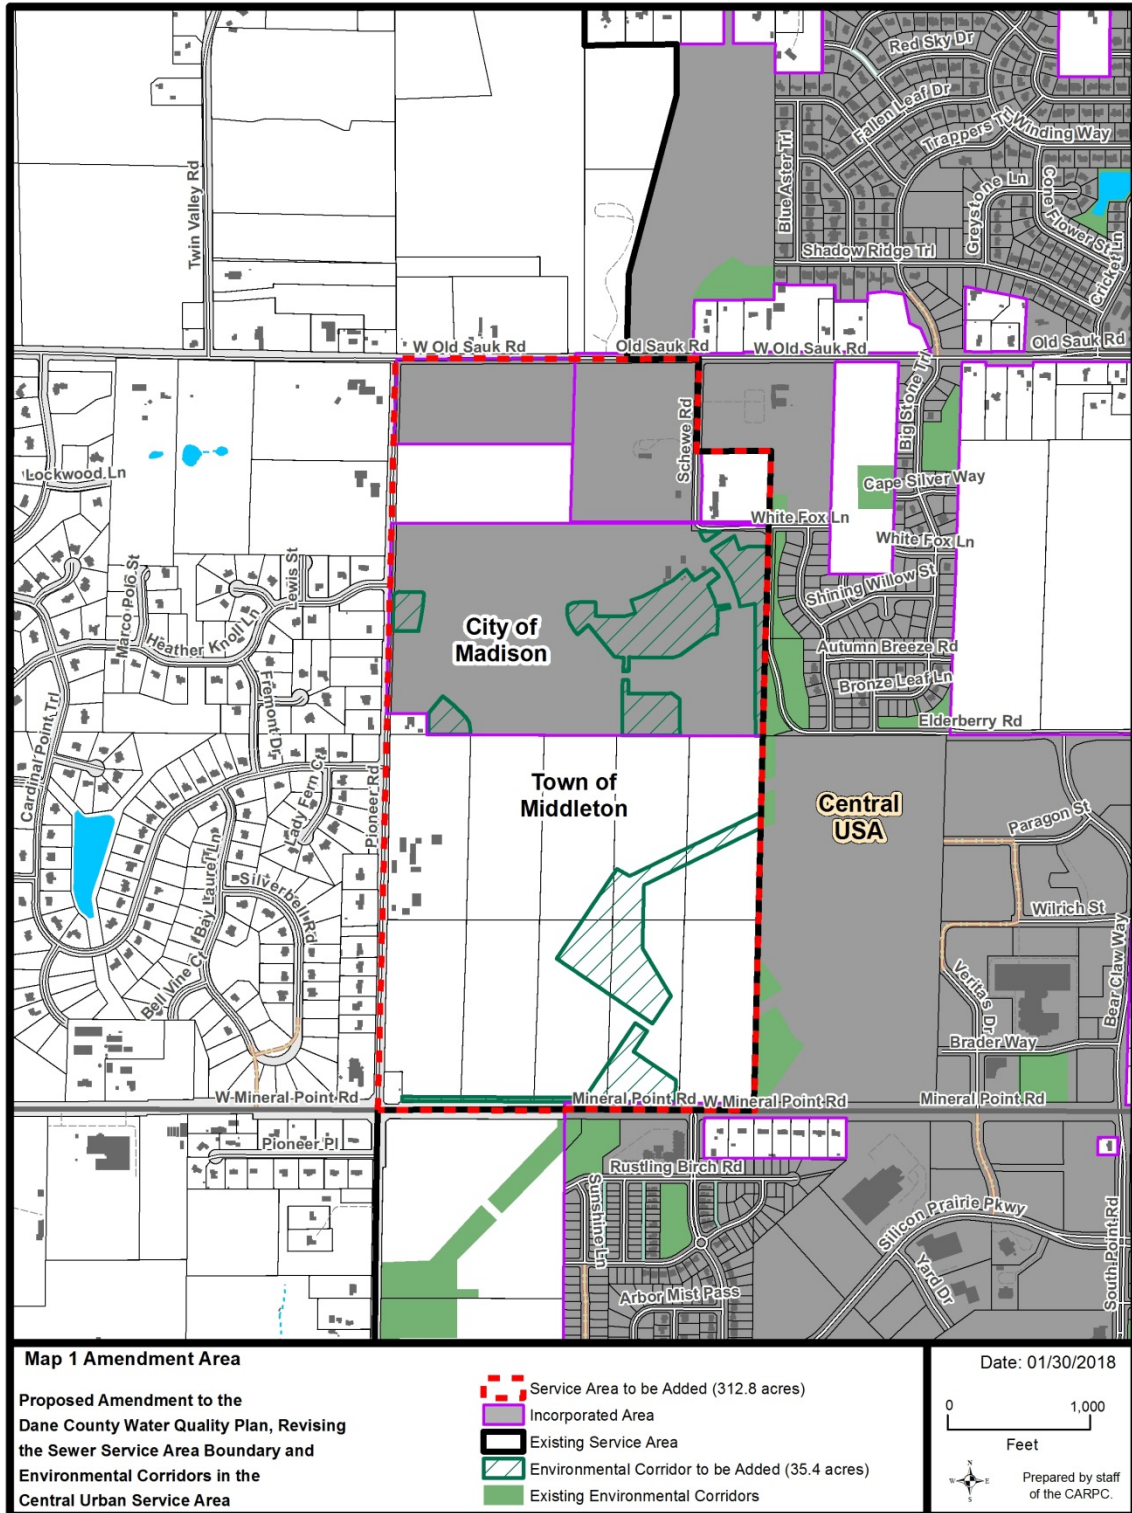 Red Sky Dr
Fallen Leaf Dr
Trappers Trl
Winding Way
Blue Aster Trl
Twin Valley Rd
Greystone Ln
Cone Flower St
Cricket Ln
Shadow Ridge Trl
W Old Sauk Rd
Old Sauk Rd
W Old Sauk Rd
Old Sauk Rd
Big Stone Trl
Schewe Rd
Lockwood Ln
Cape Silver Way
White Fox Ln
White Fox Ln
Marco Polo St
Lewis St
Shining Willow St
Heather Knoll Ln
City of
Madison
Autumn Breeze Rd
Bronze Leaf Ln
Fremont Dr
Elderberry Rd
Cardinal Point Trl
Lady Fern Ct
Pioneer Rd
Town of
Middleton
Central
USA
Paragon St
Bay Laurel Ln
Silverbell Rd
Wilrich St
Bear Claw Way
Bell Vine Ct
Veritas Dr
Brader Way
W Mineral Point Rd
Mineral Point Rd
W Mineral Point Rd
Mineral Point Rd
Pioneer Pl
Rustling Birch Rd
Sunshine Ln
Silicon Prairie Pkwy
South Point Rd
Yard Dr
Arbor Mist Pass
Map 1 Amendment Area
Proposed Amendment to the
Dane County Water Quality Plan, Revising
the Sewer Service Area Boundary and
Environmental Corridors in the
Central Urban Service Area
Service Area to be Added (312.8 acres)
Incorporated Area
Existing Service Area
Environmental Corridor to be Added (35.4 acres)
Existing Environmental Corridors
Date: 01/30/2018
0 1,000
Feet
N
W E
S
Prepared by staff
of the CARPC.